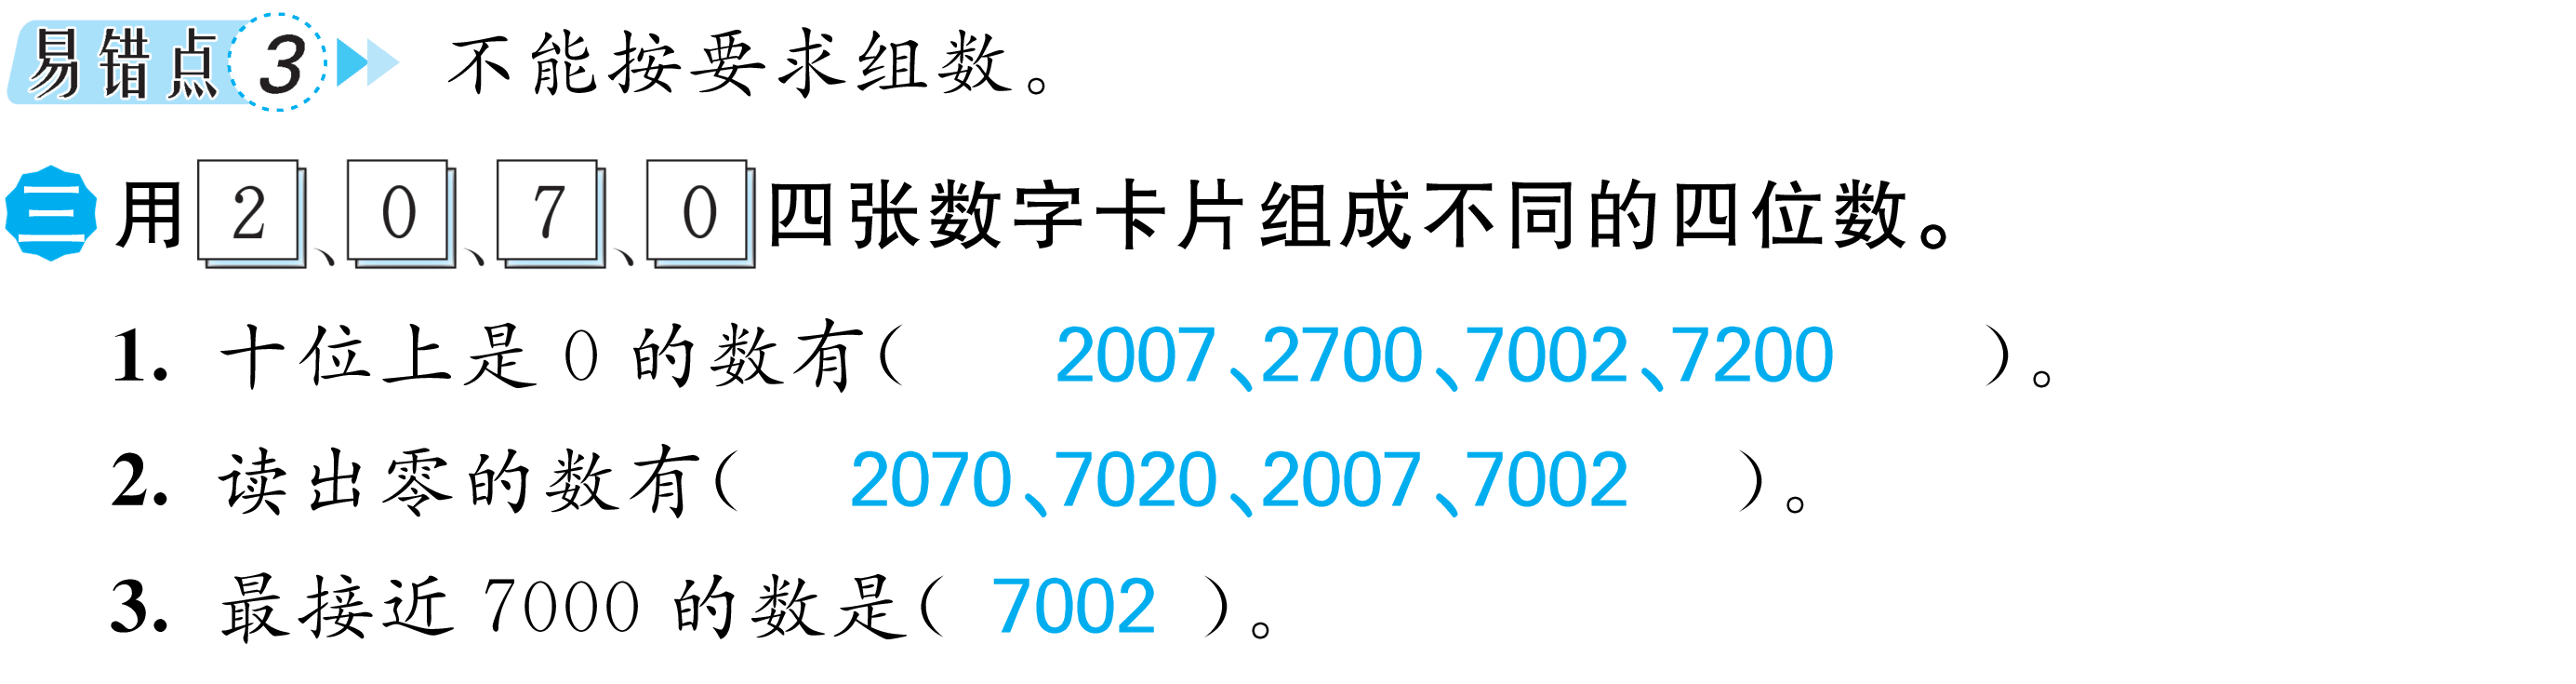 易错点3 不能按要求组数。
三 用2、0、7、0四张数字卡片组成不同的四位数。
1. 十位上是0的数有( 2007、2700、7002、7200 )。
2. 读出零的数有( 2070、7020、2007、7002 )。
3. 最接近7000的数是( 7002 )。